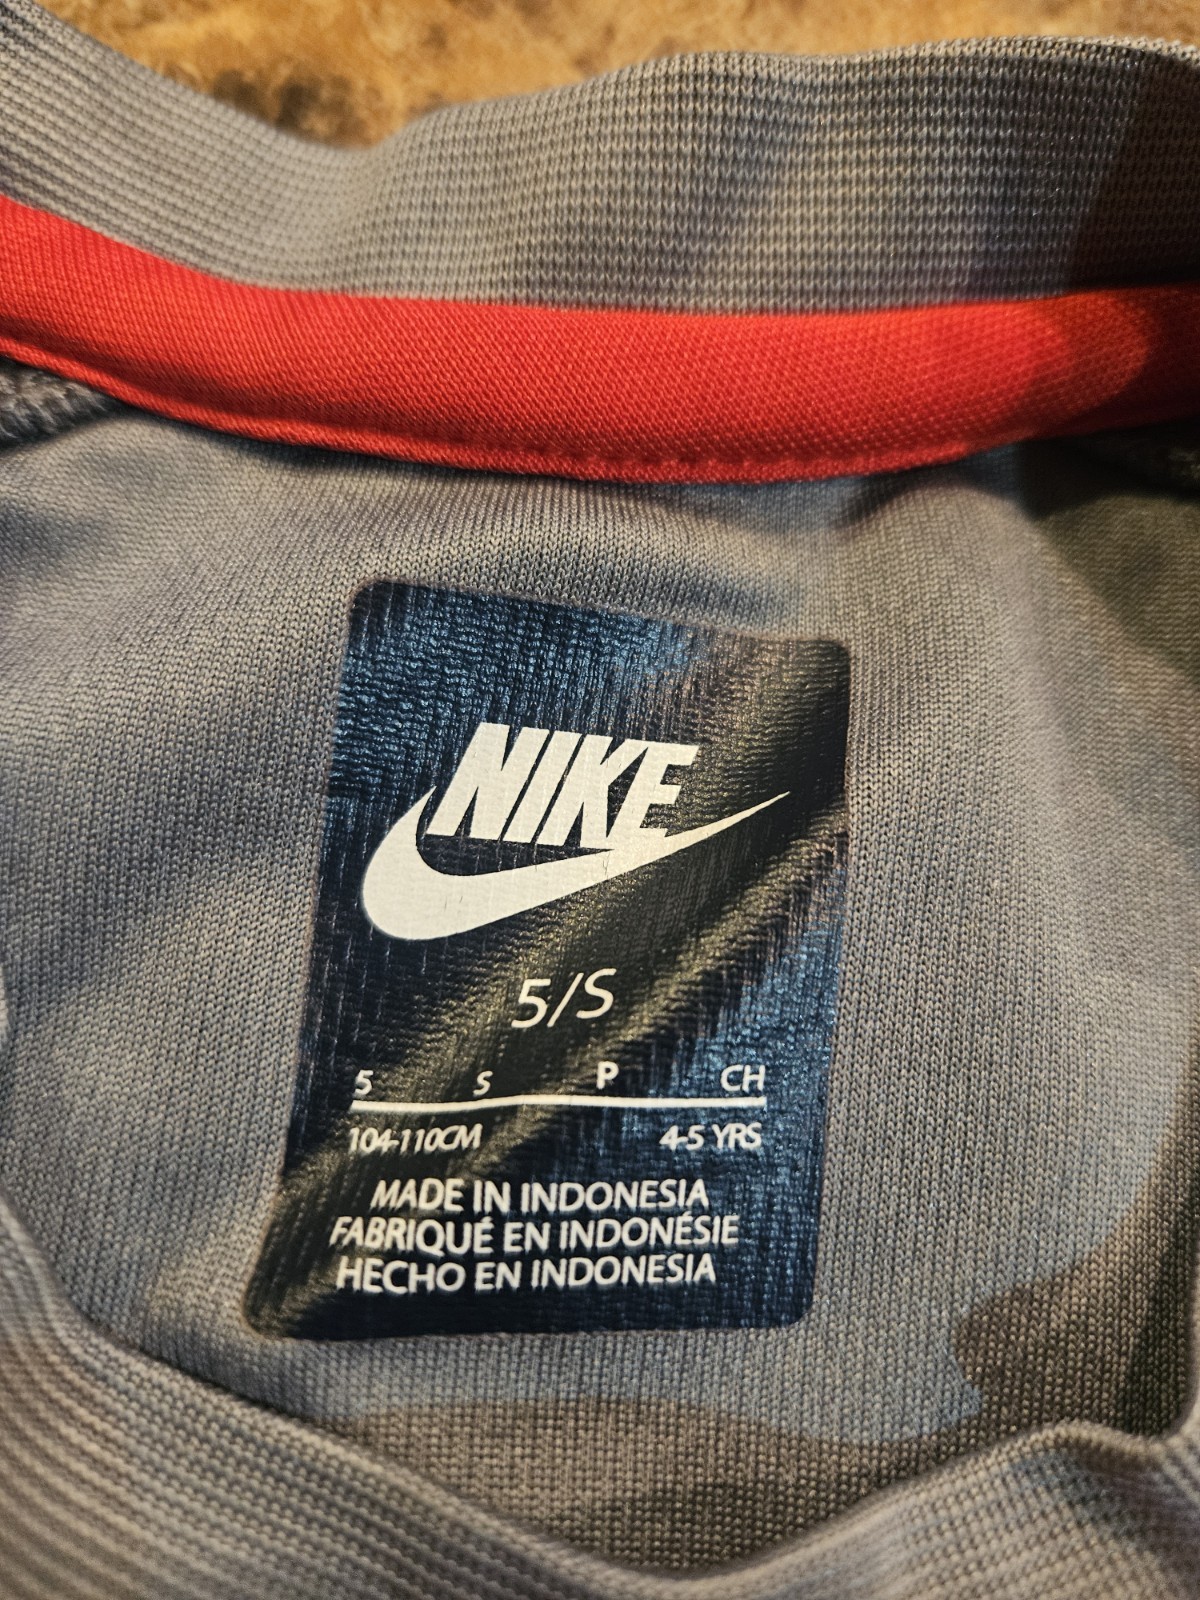 NIKE
5/S
5 S P CH
104-110CM 4-5 YRS
MADE IN INDONESIA
FABRIQUÉ EN INDONÉSIE
HECHO EN INDONESIA